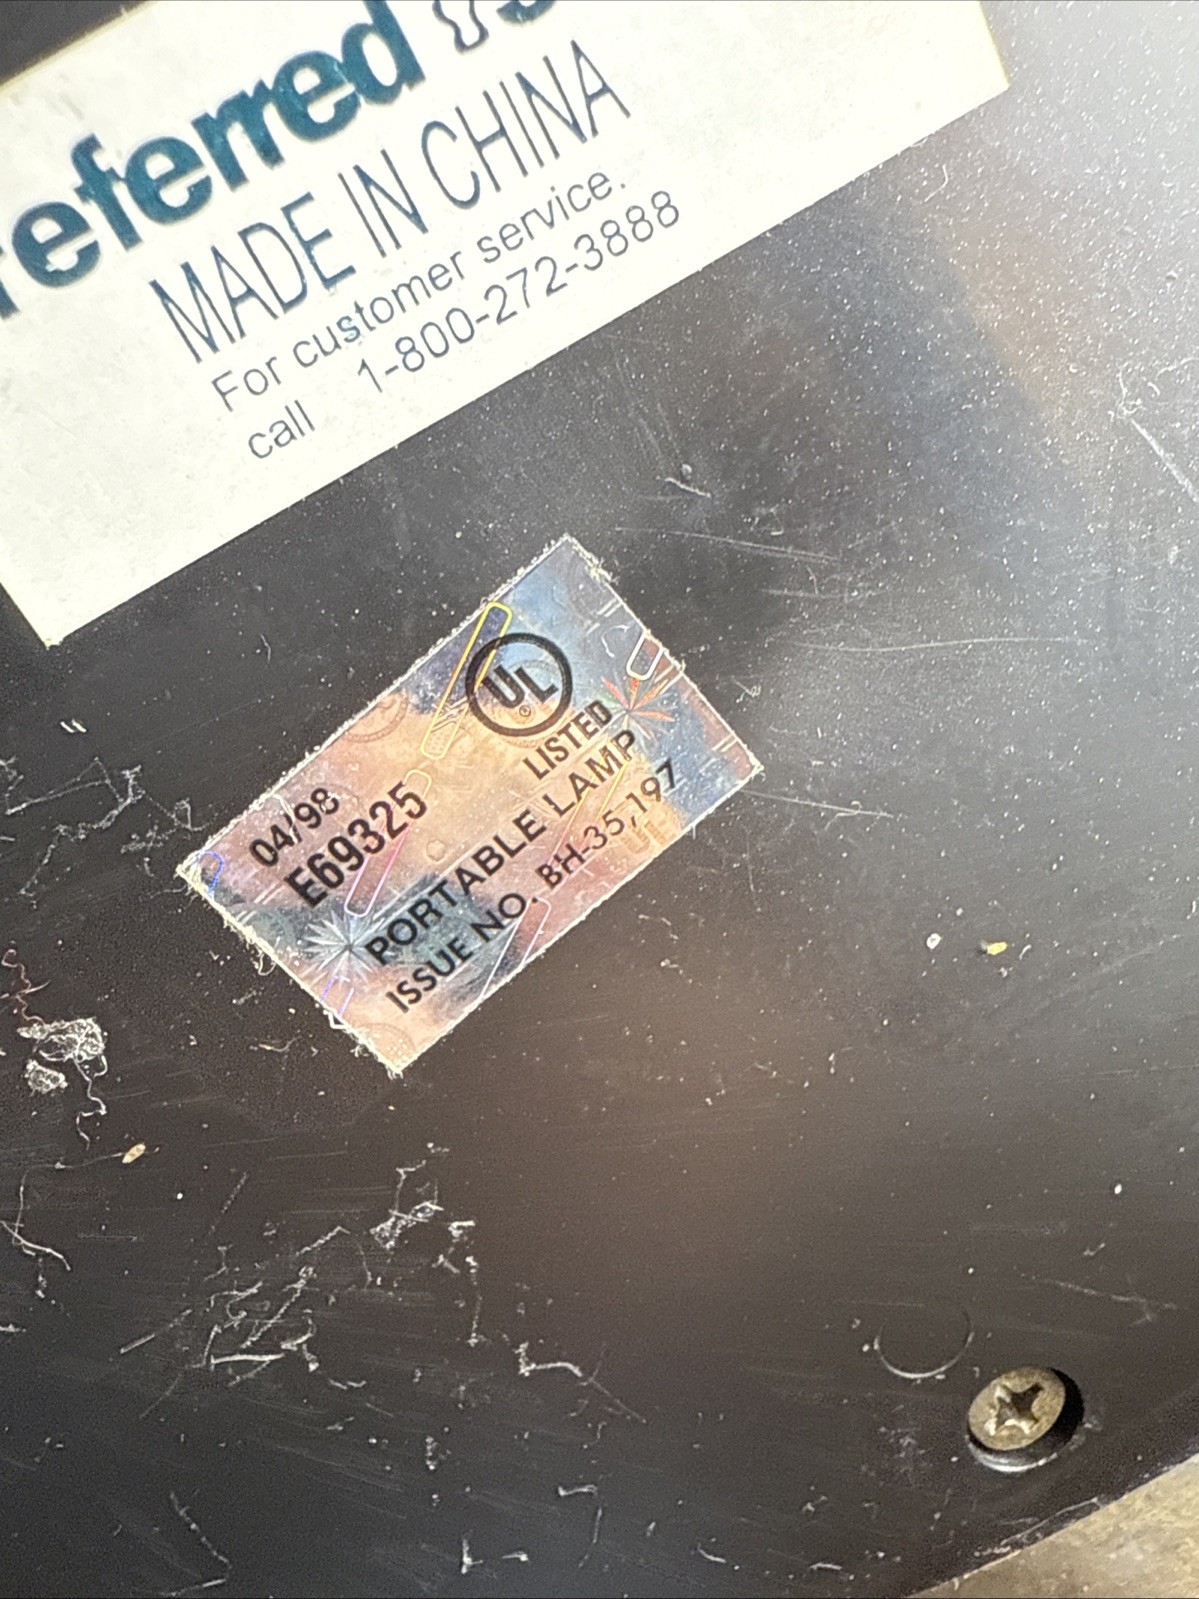 MADE IN CHINA
For customer service.
call 1-800-272-3888
UL
LISTED
04/98
E69325
PORTABLE LAMP
ISSUE NO. BH-35,197